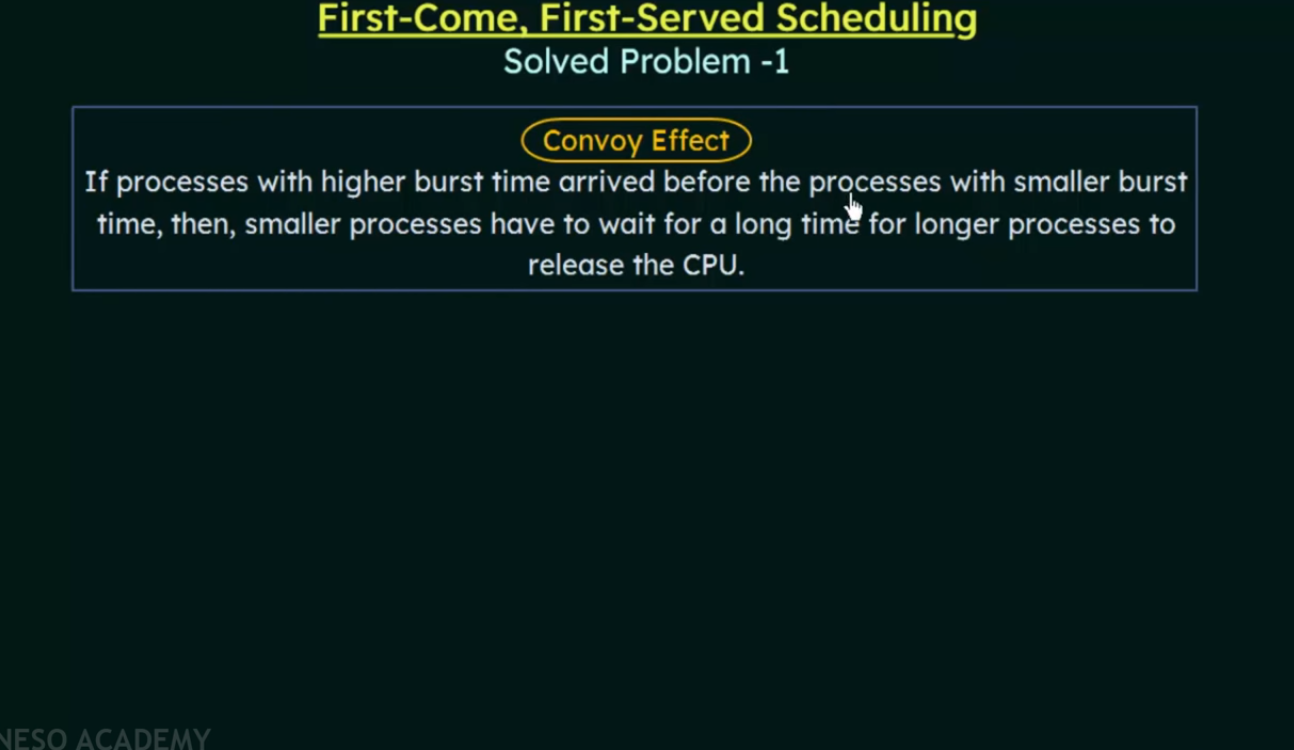 First-Come, First-Served Scheduling
Solved Problem -1
Convoy Effect
If processes with higher burst time arrived before the processes with smaller burst
time, then, smaller processes have to wait for a long time for longer processes to
release the CPU.
NESO ACADEMY